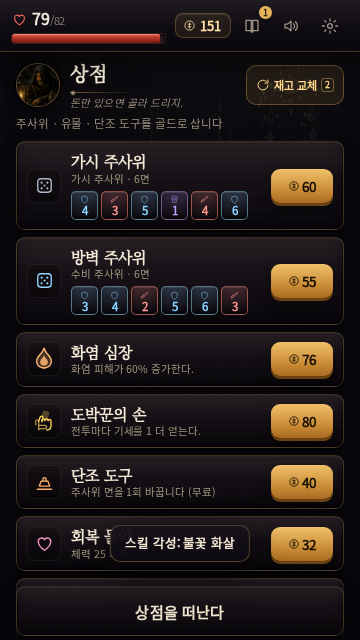 79/82
151
1
상점
돈만 있으면 골라 드리지.
재고 교체 2
주사위 · 유물 · 단조 도구를 골드로 삽니다
가시 주사위
가시 주사위 · 6면
4 3 5 1 4 6
60
방벽 주사위
수비 주사위 · 6면
3 4 2 5 6 3
55
화염 심장
화염 피해가 60% 증가한다.
76
도박꾼의 손
전투마다 기세를 1 더 얻는다.
80
단조 도구
주사위 면을 1회 바꿉니다 (무료)
40
회복
체력 25
스킬 각성: 불꽃 화살
32
상점을 떠난다